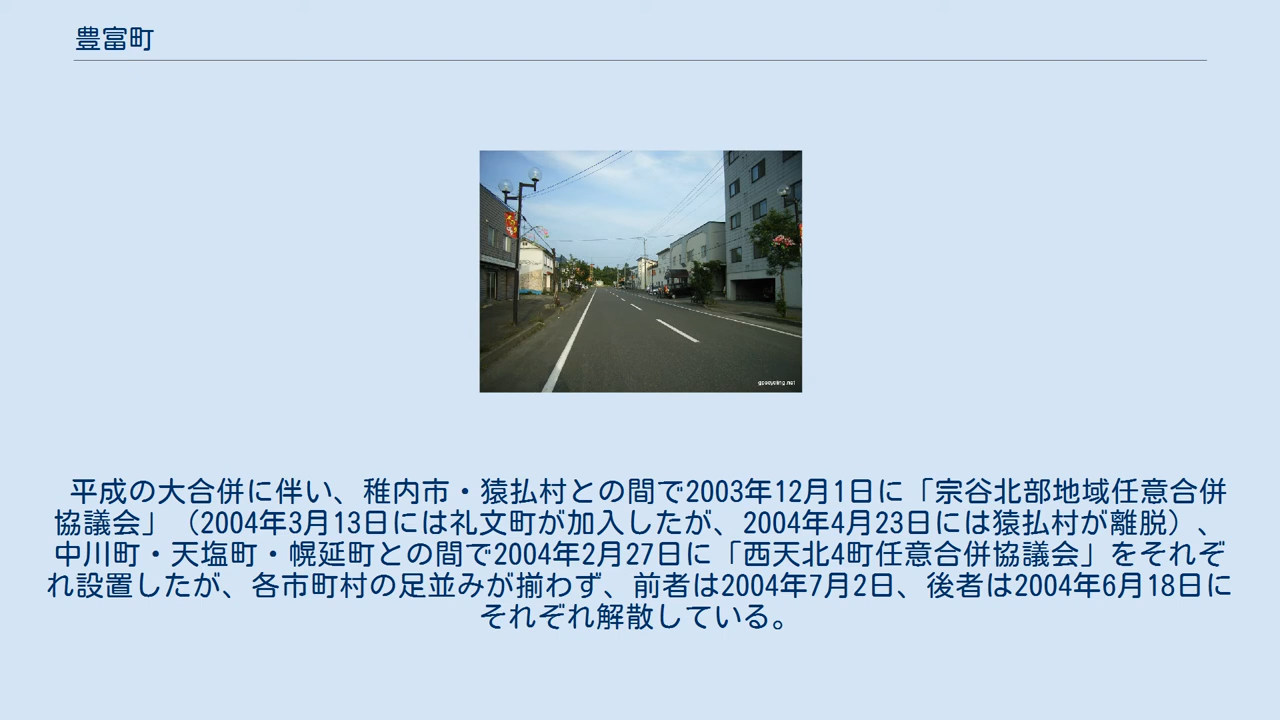 豊富町
gpscycling.net
平成の大合併に伴い、稚内市・猿払村との間で2003年12月1日に「宗谷北部地域任意合併
協議会」（2004年3月13日には礼文町が加入したが、2004年4月23日には猿払村が離脱）、
中川町・天塩町・幌延町との間で2004年2月27日に「西天北4町任意合併協議会」をそれぞ
れ設置したが、各市町村の足並みが揃わず、前者は2004年7月2日、後者は2004年6月18日に
それぞれ解散している。